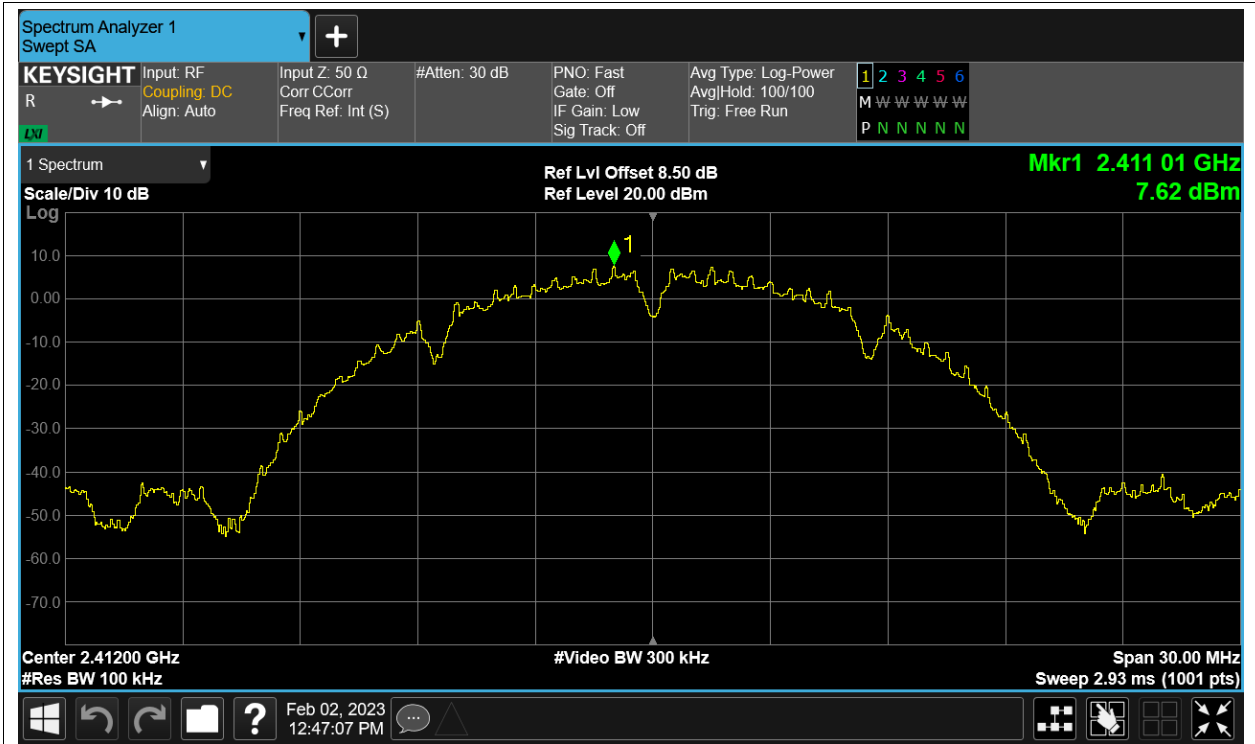 Spectrum Analyzer 1
Swept SA
+
KEYSIGHT
R
LXI
Input: RF
Coupling: DC
Align: Auto
Input Z: 50 Ω
Corr CCorr
Freq Ref: Int (S)
#Atten: 30 dB
PNO: Fast
Gate: Off
IF Gain: Low
Sig Track: Off
Avg Type: Log-Power
Avg|Hold: 100/100
Trig: Free Run
1 2 3 4 5 6
M W W W W W
P N N N N N
1 Spectrum
Scale/Div 10 dB
Log
Ref Lvl Offset 8.50 dB
Ref Level 20.00 dBm
Mkr1 2.411 01 GHz
7.62 dBm
1
10.0
0.00
-10.0
-20.0
-30.0
-40.0
-50.0
-60.0
-70.0
Center 2.41200 GHz
#Res BW 100 kHz
#Video BW 300 kHz
Span 30.00 MHz
Sweep 2.93 ms (1001 pts)
?
Feb 02, 2023
12:47:07 PM